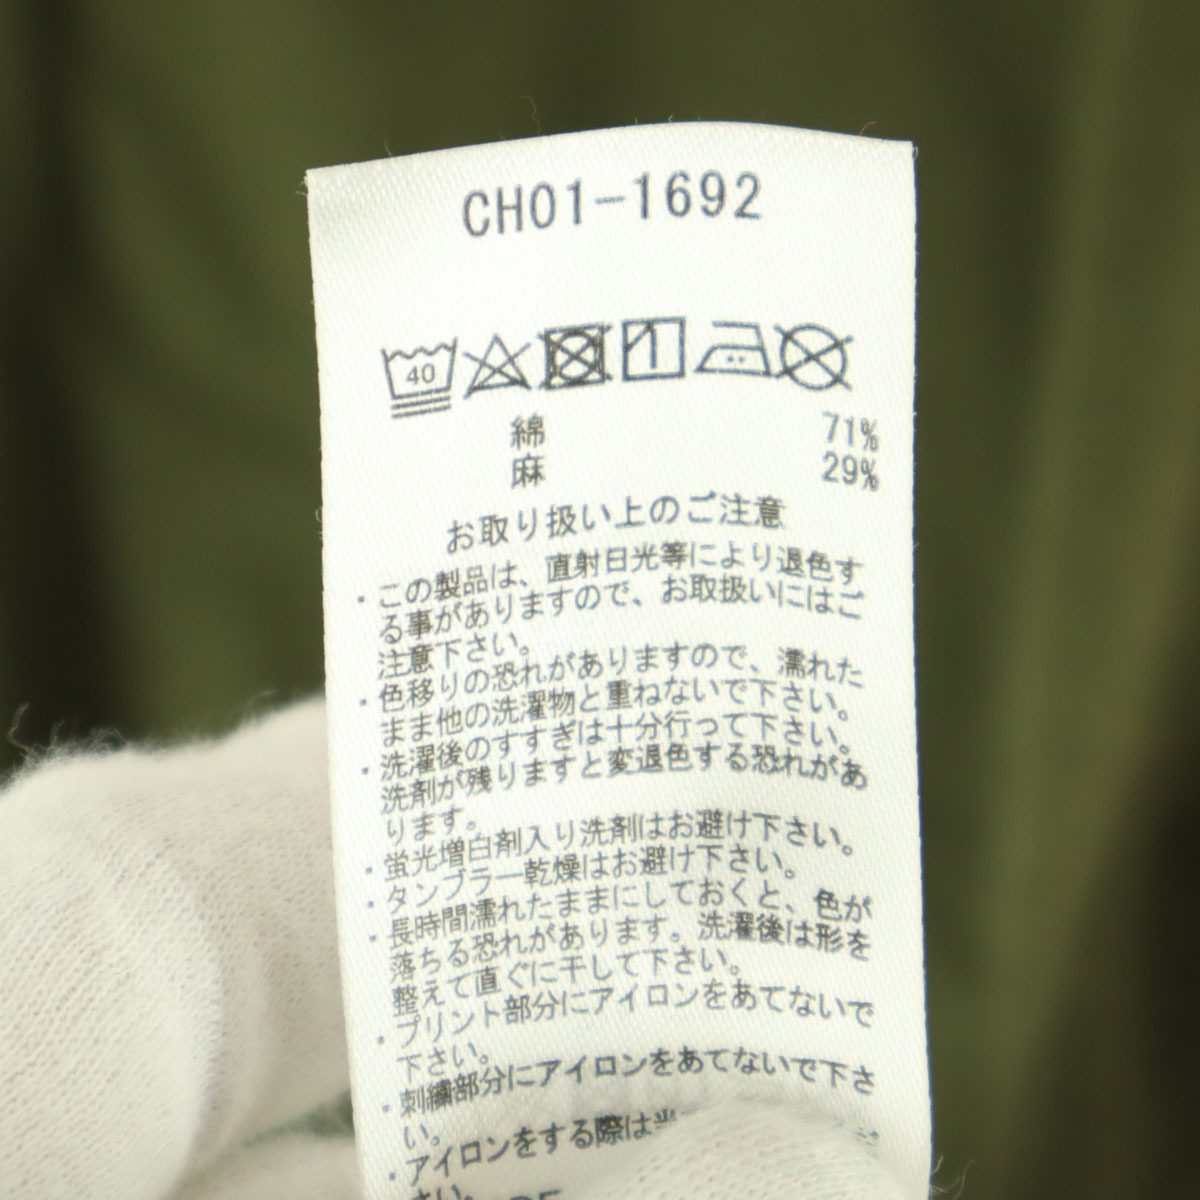 CH01-1692
40
綿 71%
麻 29%
お取り扱い上のご注意
・この製品は、直射日光等により退色す
る事がありますので、お取扱いにはご
注意下さい。
・色移りの恐れがありますので、濡れた
まま他の洗濯物と重ねないで下さい。
・洗濯後のすすぎは十分行って下さい。
洗剤が残りますと変退色する恐れがあ
ります。
・蛍光増白剤入り洗剤はお避け下さい。
・タンブラー乾燥はお避け下さい。
・長時間濡れたままにしておくと、色が
落ちる恐れがあります。洗濯後は形を
整えて直ぐに干して下さい。
・プリント部分にアイロンをあてないで
下さい。
・刺繍部分にアイロンをあてないで下さ
い。
・アイロンをする際は
さい。